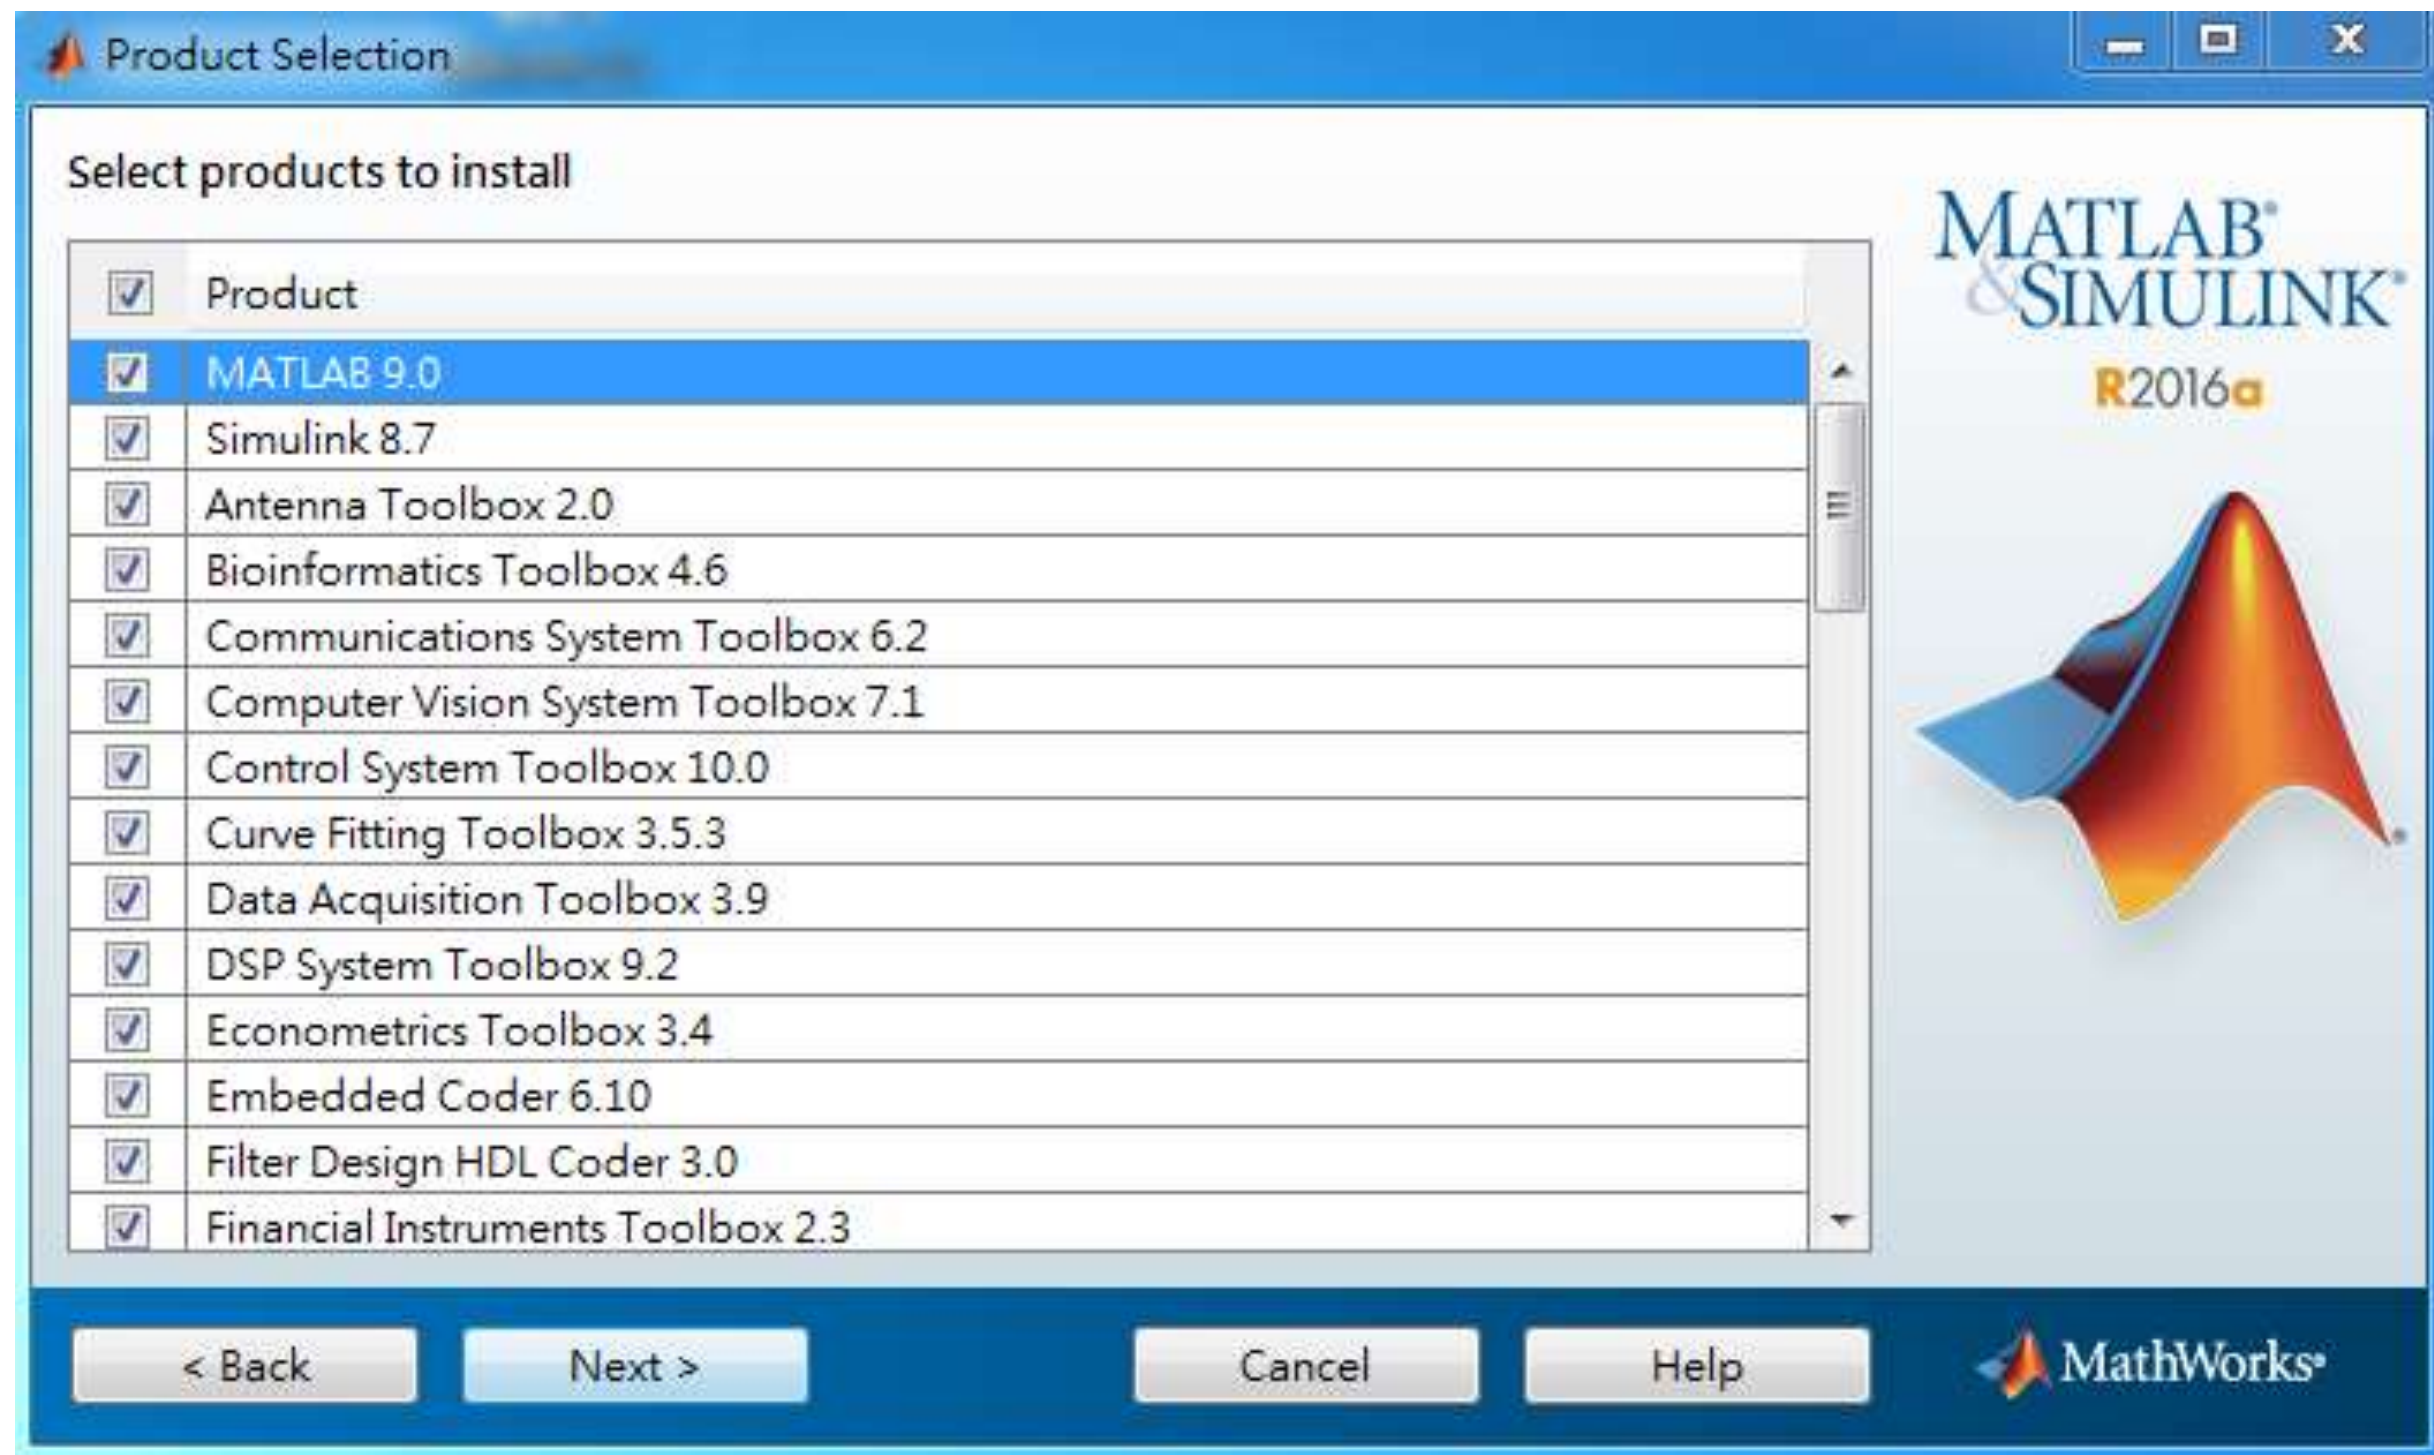 Product Selection
Select products to install
Product
MATLAB 9.0
Simulink 8.7
Antenna Toolbox 2.0
Bioinformatics Toolbox 4.6
Communications System Toolbox 6.2
Computer Vision System Toolbox 7.1
Control System Toolbox 10.0
Curve Fitting Toolbox 3.5.3
Data Acquisition Toolbox 3.9
DSP System Toolbox 9.2
Econometrics Toolbox 3.4
Embedded Coder 6.10
Filter Design HDL Coder 3.0
Financial Instruments Toolbox 2.3
MATLAB®
&SIMULINK®
R2016a
®
< Back
Next >
Cancel
Help
MathWorks®